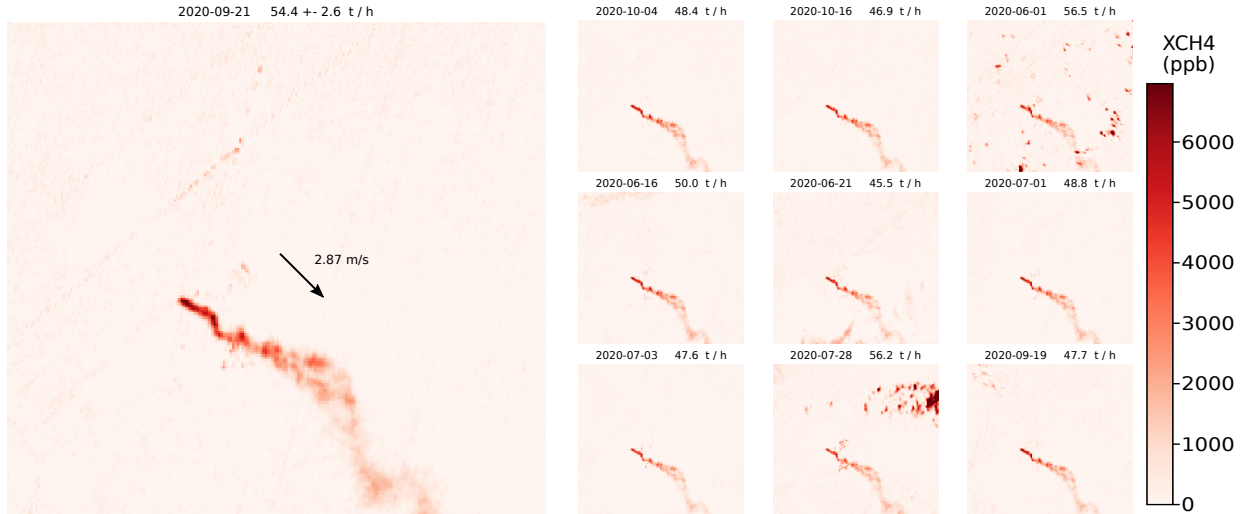 2020-09-21 54.4 +- 2.6 t / h
2.87 m/s
2020-10-04 48.4 t / h
2020-10-16 46.9 t / h
2020-06-01 56.5 t / h
2020-06-16 50.0 t / h
2020-06-21 45.5 t / h
2020-07-01 48.8 t / h
2020-07-03 47.6 t / h
2020-07-28 56.2 t / h
2020-09-19 47.7 t / h
XCH4
(ppb)
6000
5000
4000
3000
2000
1000
0